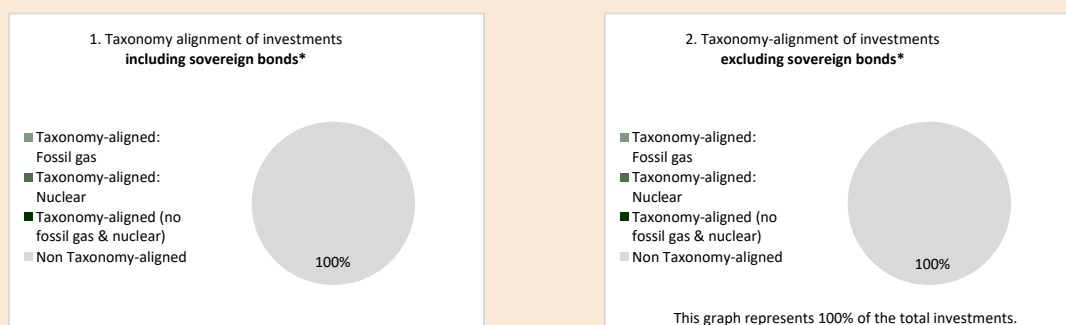 1. Taxonomy alignment of investments
including sovereign bonds*
Taxonomy-aligned:
Fossil gas
Taxonomy-aligned:
Nuclear
Taxonomy-aligned (no
fossil gas & nuclear)
Non Taxonomy-aligned
100%
2. Taxonomy-alignment of investments
excluding sovereign bonds*
Taxonomy-aligned:
Fossil gas
Taxonomy-aligned:
Nuclear
Taxonomy-aligned (no
fossil gas & nuclear)
Non Taxonomy-aligned
100%
This graph represents 100% of the total investments.